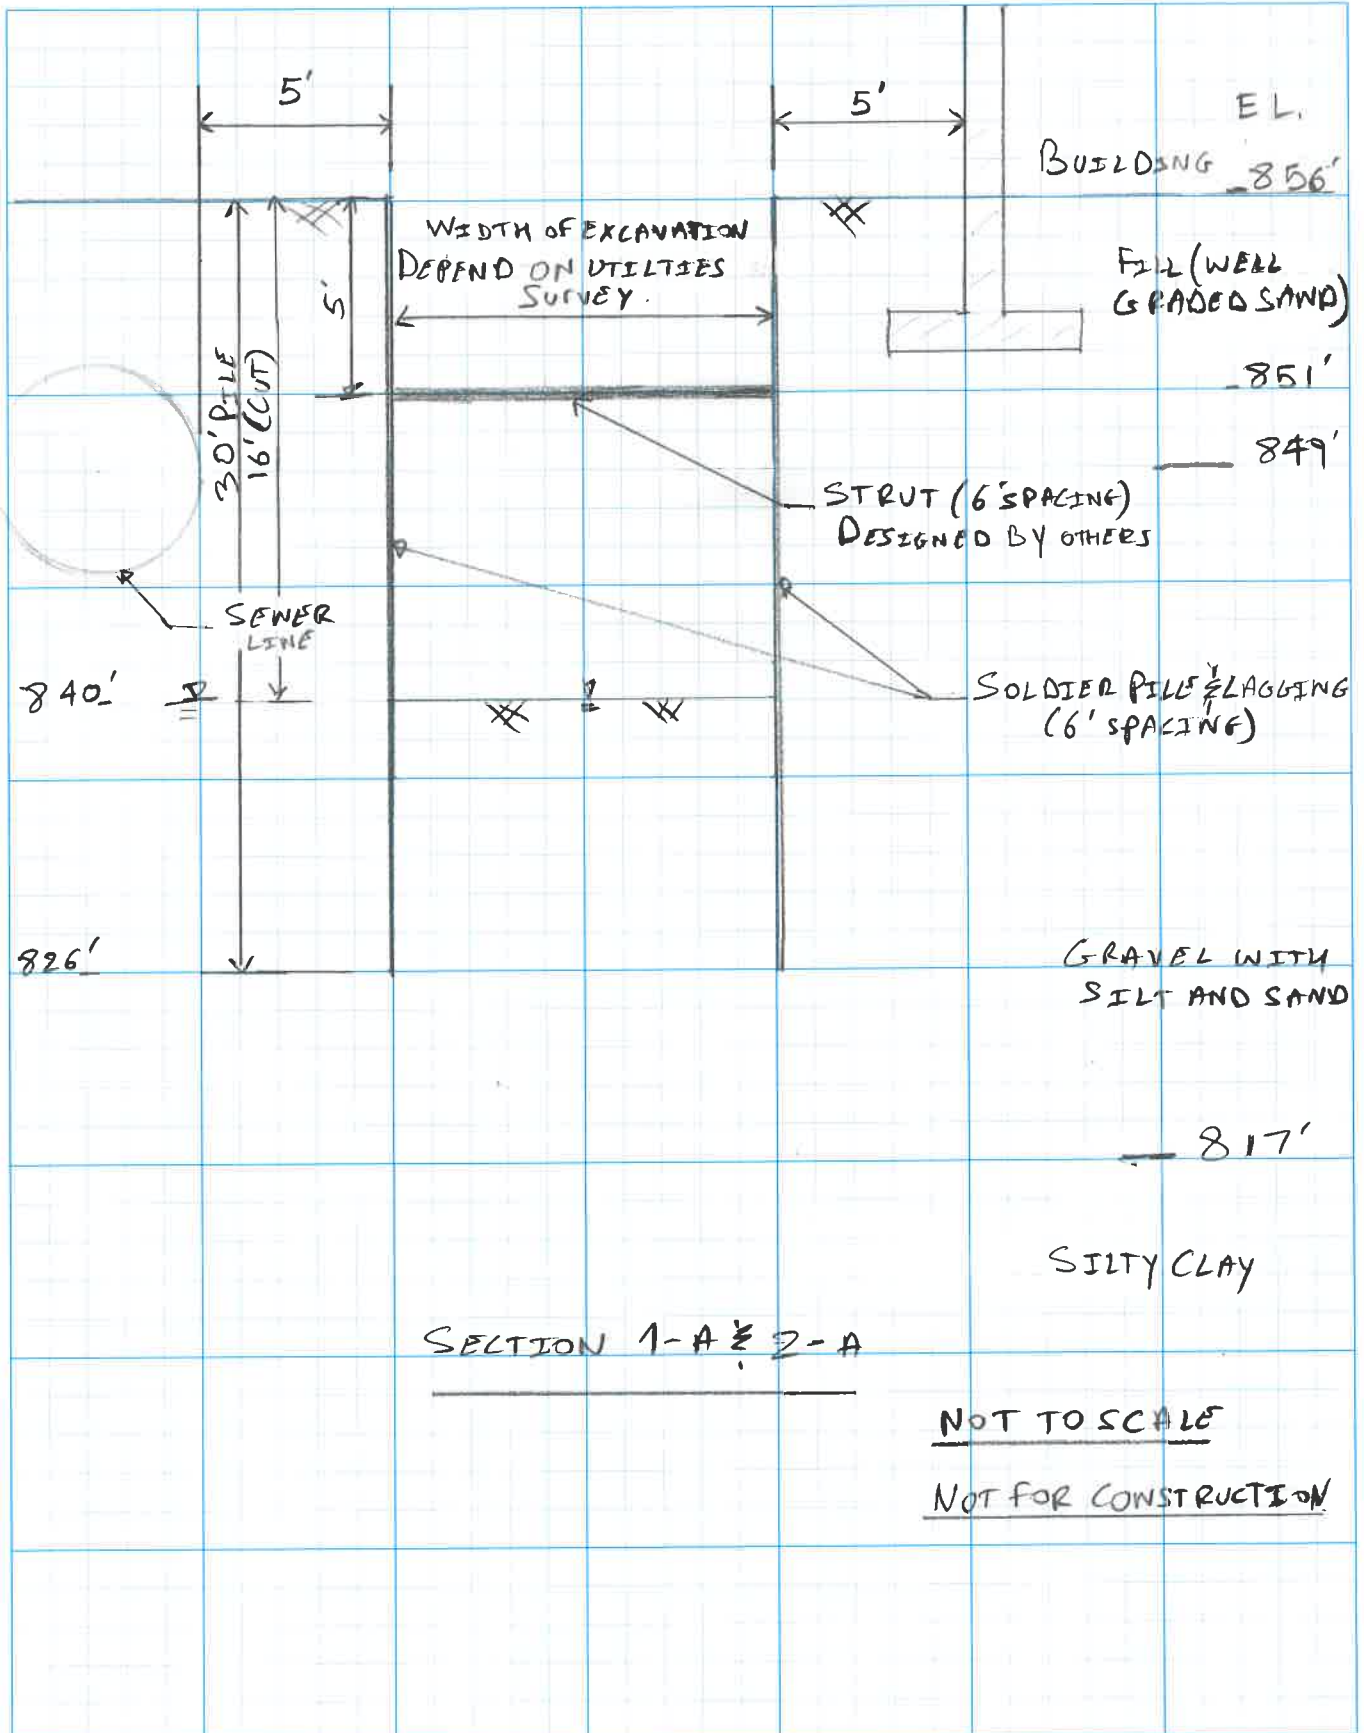 5'
5'
EL.
BUILDING
856'
WIDTH OF EXCAVATION
DEPEND ON UTILTIES
SURVEY.
5'
30' PILE
16' (CUT)
FILL (WELL
GRADED SAND)
851'
849'
STRUT (6' SPACING)
DESIGNED BY OTHERS
SEWER
LINE
840'
SOLDIER PILE & LAGGING
(6' SPACING)
826'
GRAVEL WITH
SILT AND SAND
817'
SILTY CLAY
SECTION 1-A & 2-A
NOT TO SCALE
NOT FOR CONSTRUCTION